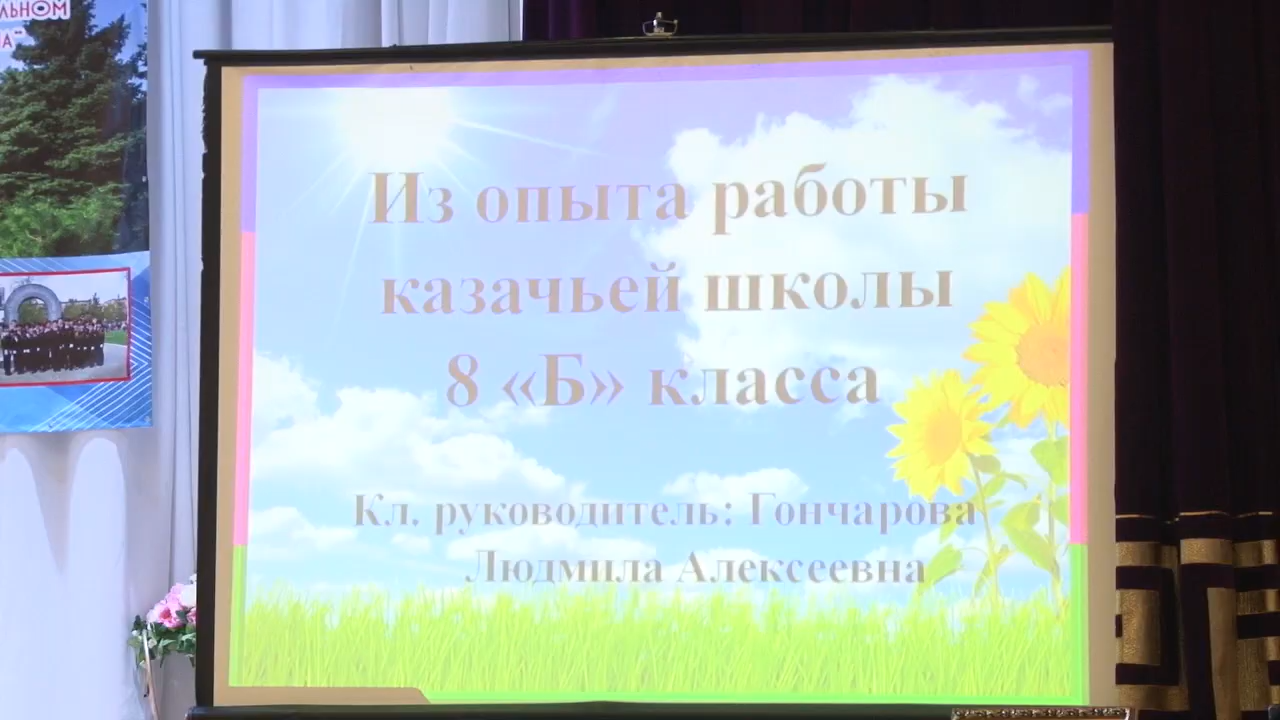 Из опыта работы
казачьей школы
8 «Б» класса
Кл. руководитель: Гончарова
Людмила Алексеевна